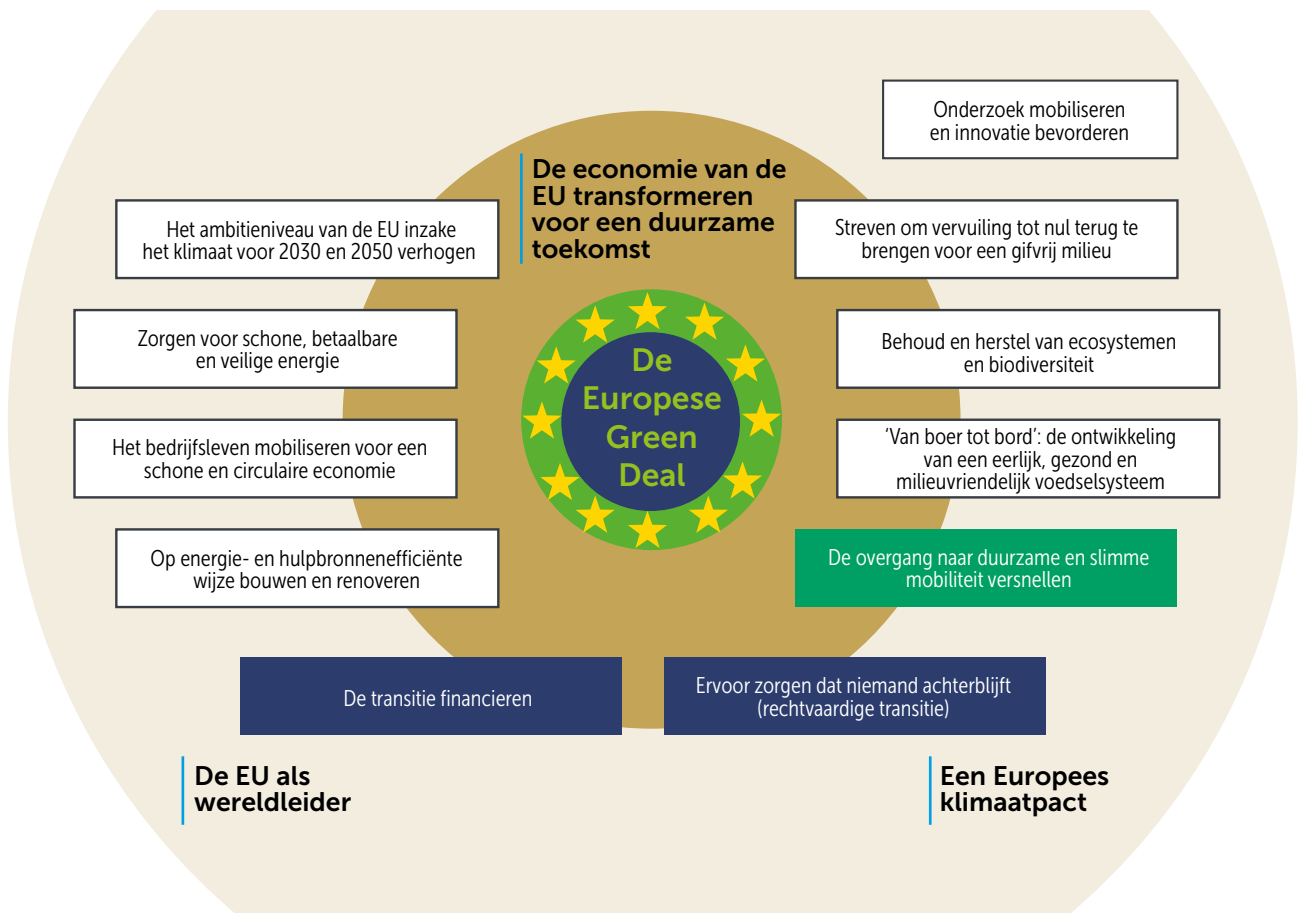 Onderzoek mobiliseren
en innovatie bevorderen
De economie van de
EU transformeren
voor een duurzame
toekomst
Het ambitieniveau van de EU inzake
het klimaat voor 2030 en 2050 verhogen
Streven om vervuiling tot nul terug te
brengen voor een gifvrij milieu
Zorgen voor schone, betaalbare
en veilige energie
Behoud en herstel van ecosystemen
en biodiversiteit
De
Europese
Green
Deal
Het bedrijfsleven mobiliseren voor een
schone en circulaire economie
‘Van boer tot bord’: de ontwikkeling
van een eerlijk, gezond en
milieuvriendelijk voedselsysteem
Op energie- en hulpbronnenefficiënte
wijze bouwen en renoveren
De overgang naar duurzame en slimme
mobiliteit versnellen
De transitie financieren
Ervoor zorgen dat niemand achterblijft
(rechtvaardige transitie)
De EU als
wereldleider
Een Europees
klimaatpact